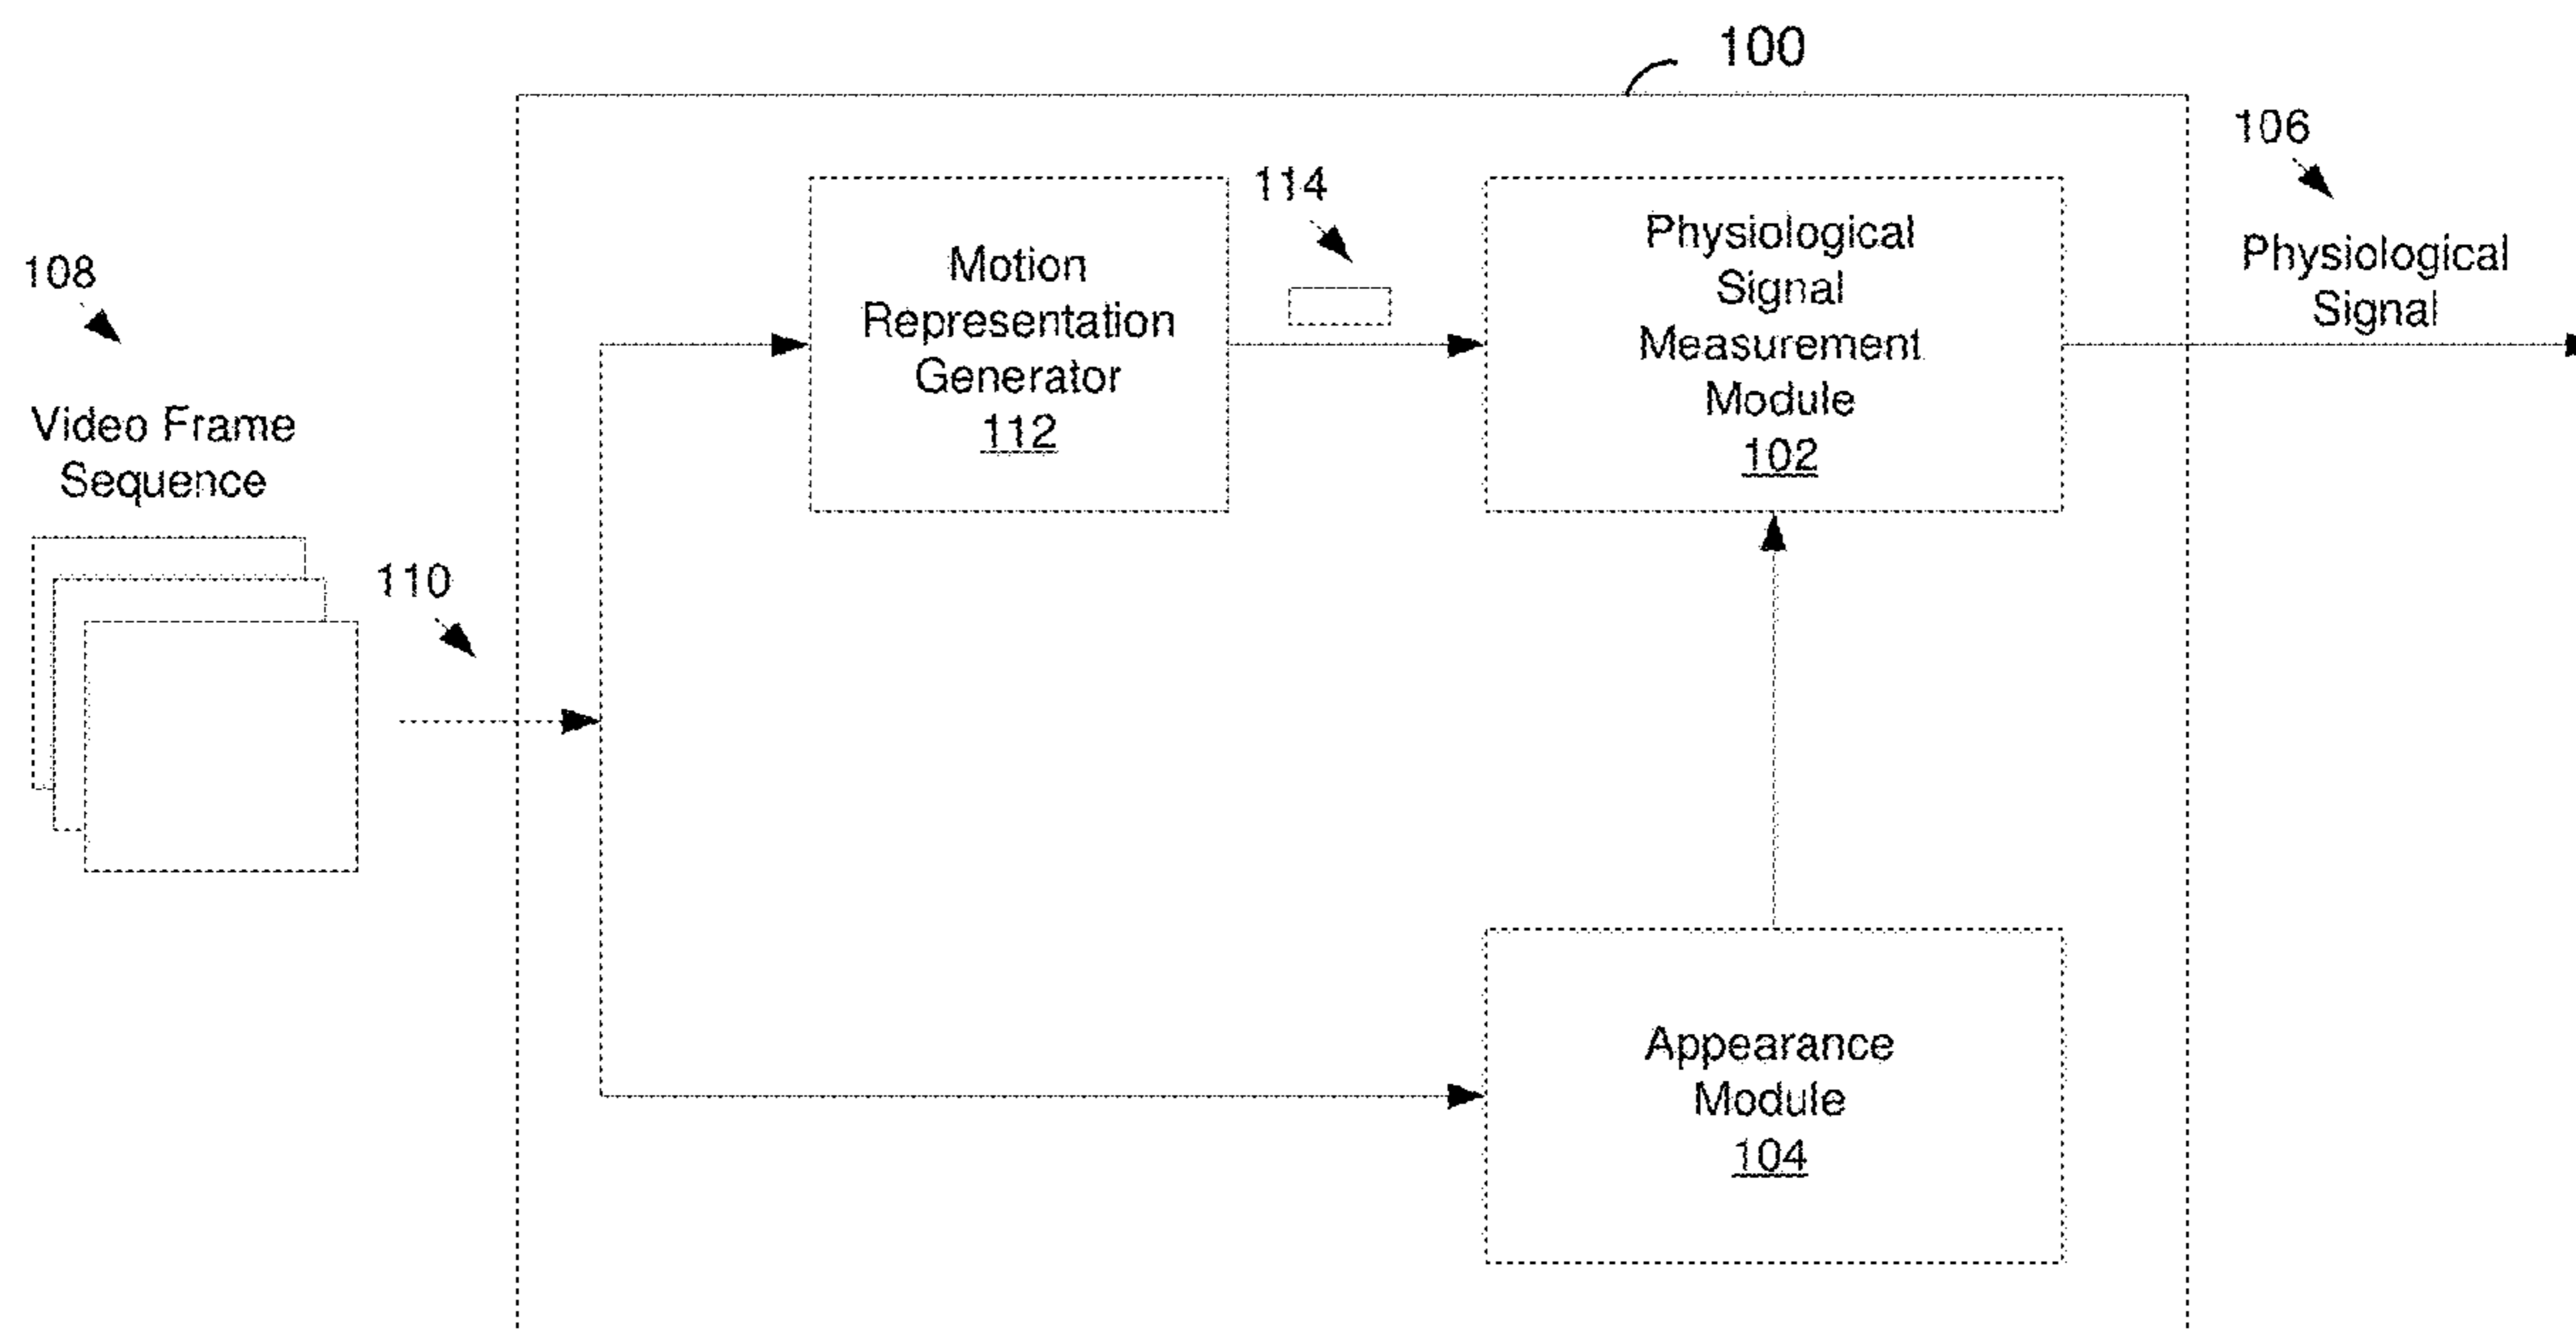 100
106
114
Physiological
Signal
Measurement
Module
102
Motion
Representation
Generator
112
Physiological
Signal
108
Video Frame
Sequence
110
Appearance
Module
104